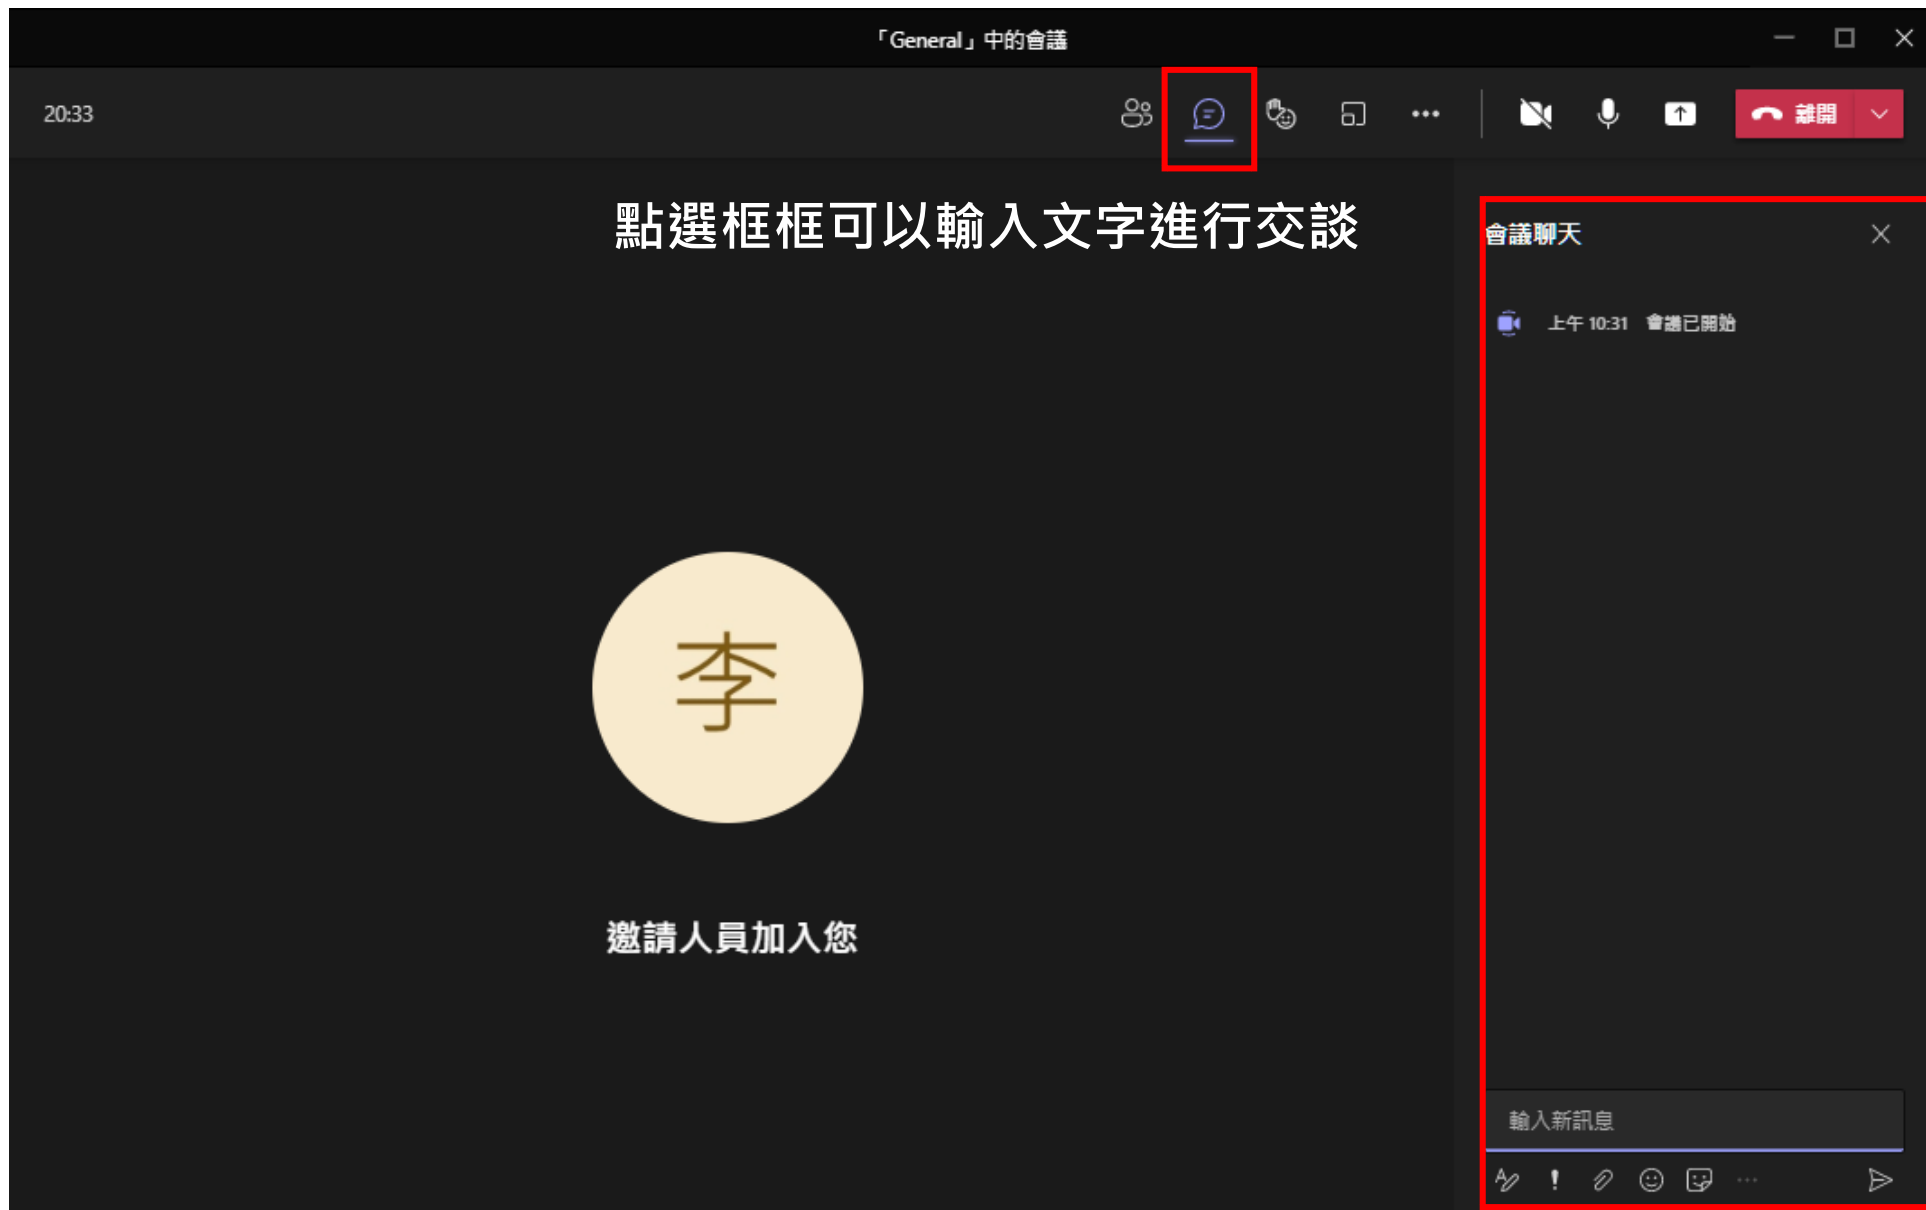 「General」中的會議
20:33
離開
點選框框可以輸入文字進行交談
會議聊天
上午 10:31 會議已開始
李
邀請人員加入您
輸入新訊息